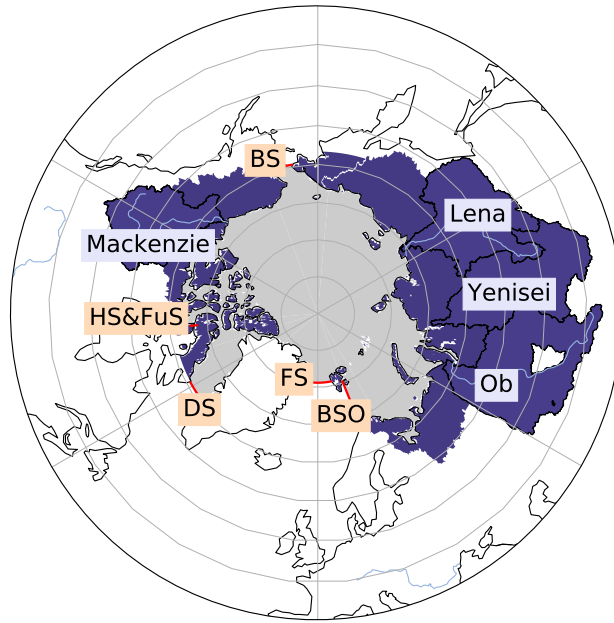 BS
Lena
Mackenzie
Yenisei
HS&FuS
FS
Ob
DS
BSO